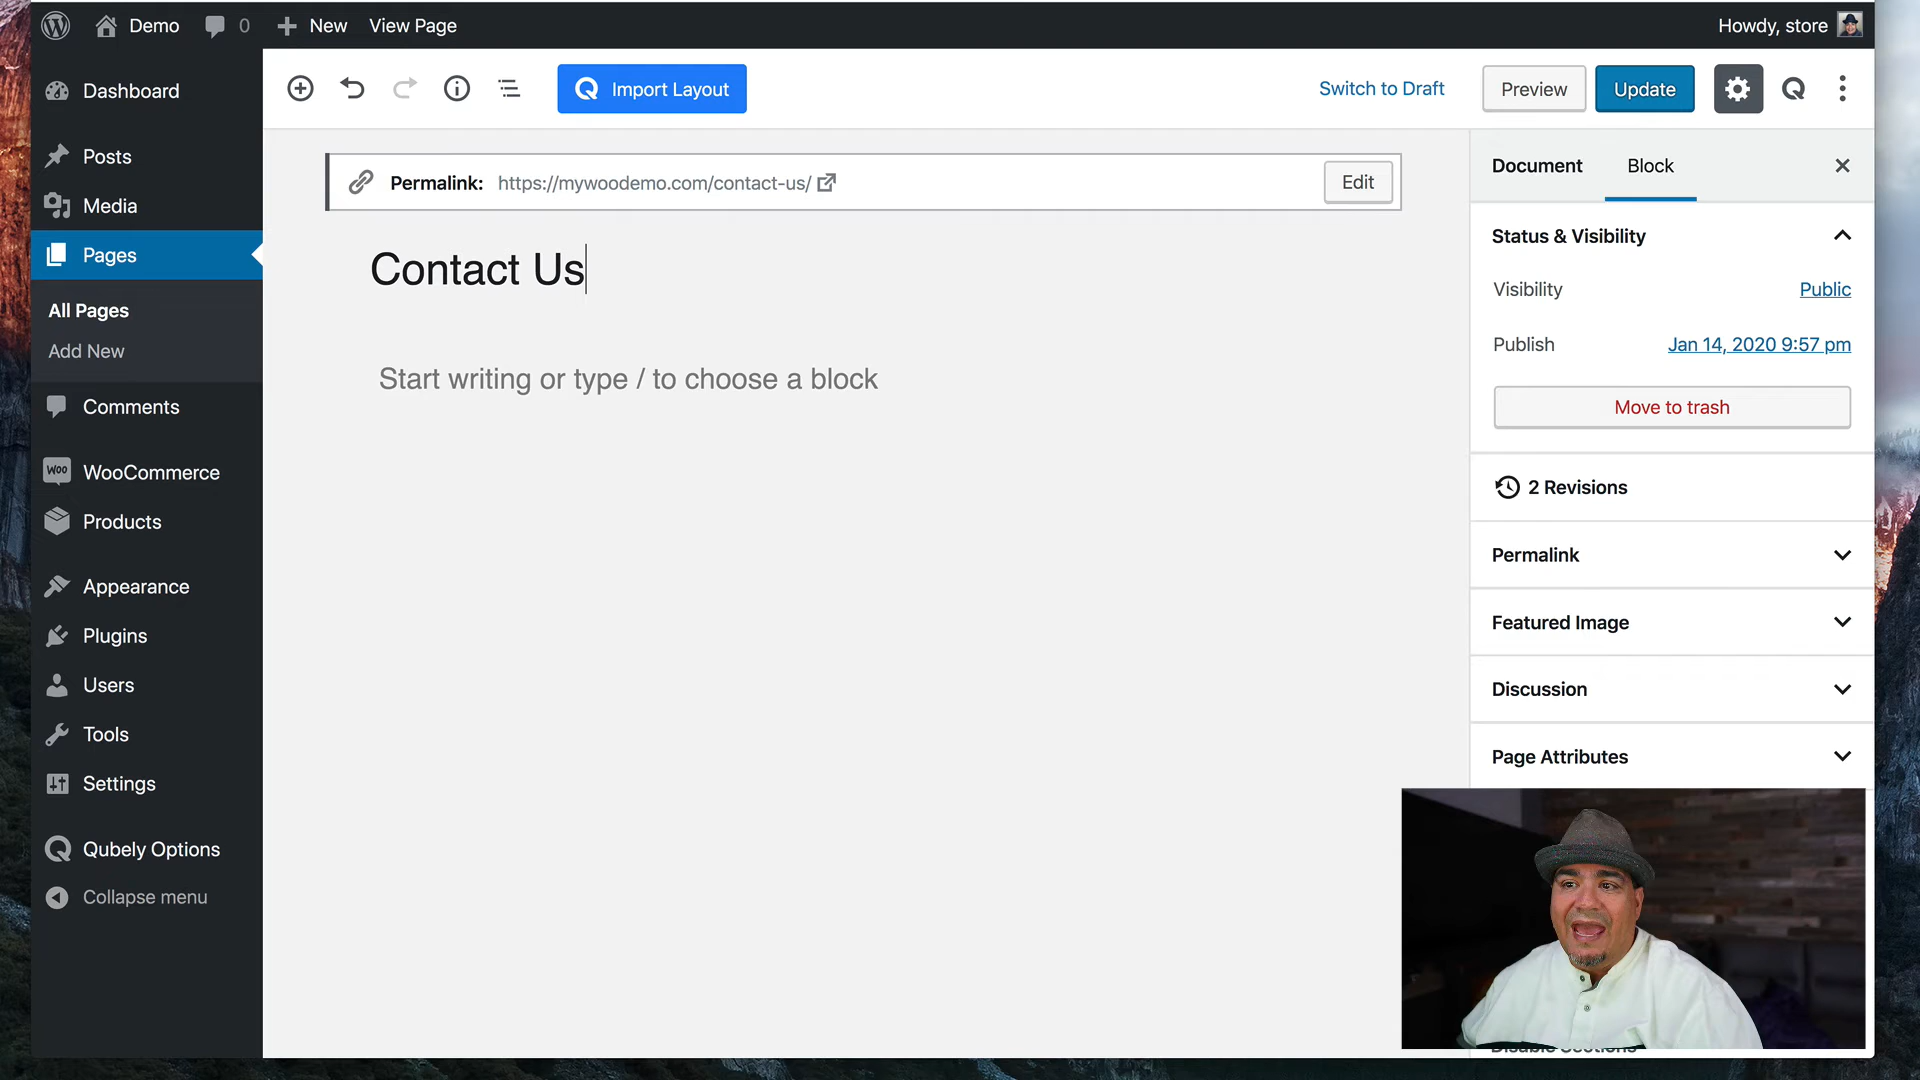 Demo
0
New
View Page
Howdy, store
Dashboard
Posts
Media
Pages
All Pages
Add New
Comments
WOO
WooCommerce
Products
Appearance
Plugins
Users
Tools
Settings
Qubely Options
Collapse menu
Import Layout
Switch to Draft
Preview
Update
Permalink: https://mywoodemo.com/contact-us/
Edit
Contact Us
Start writing or type / to choose a block
Document
Block
Status & Visibility
Visibility
Public
Publish
Jan 14, 2020 9:57 pm
Move to trash
2 Revisions
Permalink
Featured Image
Discussion
Page Attributes